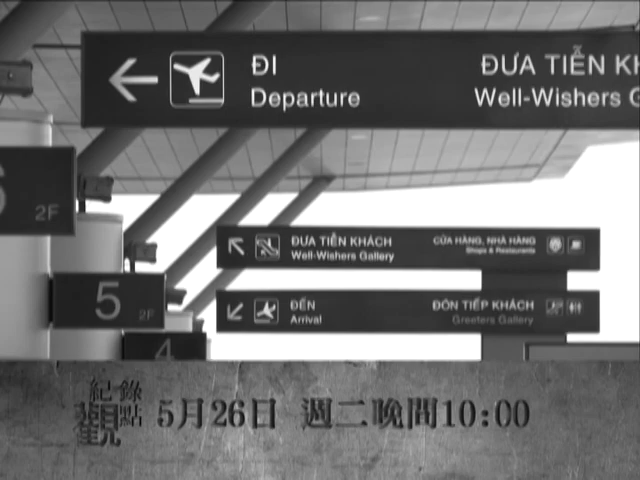 ĐI
Departure
ĐƯA TIỄN KH
Well-Wishers G
2F
ĐƯA TIỄN KHÁCH
Well-Wishers Gallery
CỬA HÀNG, NHÀ HÀNG
Shops & Restaurants
5
2F
ĐẾN
Arrival
ĐÓN TIẾP KHÁCH
Greeters Gallery
4
紀錄
觀點
5月26日 週二晚間10:00